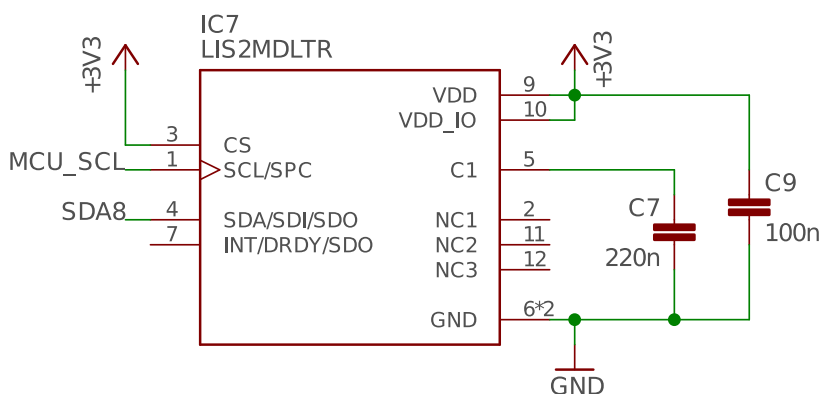 IC7
LIS2MDLTR
+3V3
+3V3
VDD
9
VDD_IO
10
3
CS
MCU_SCL
1
SCL/SPC
C1
5
C9
SDA8
4
SDA/SDI/SDO
NC1
2
C7
100n
7
INT/DRDY/SDO
NC2
11
220n
NC3
12
GND
6*2
GND